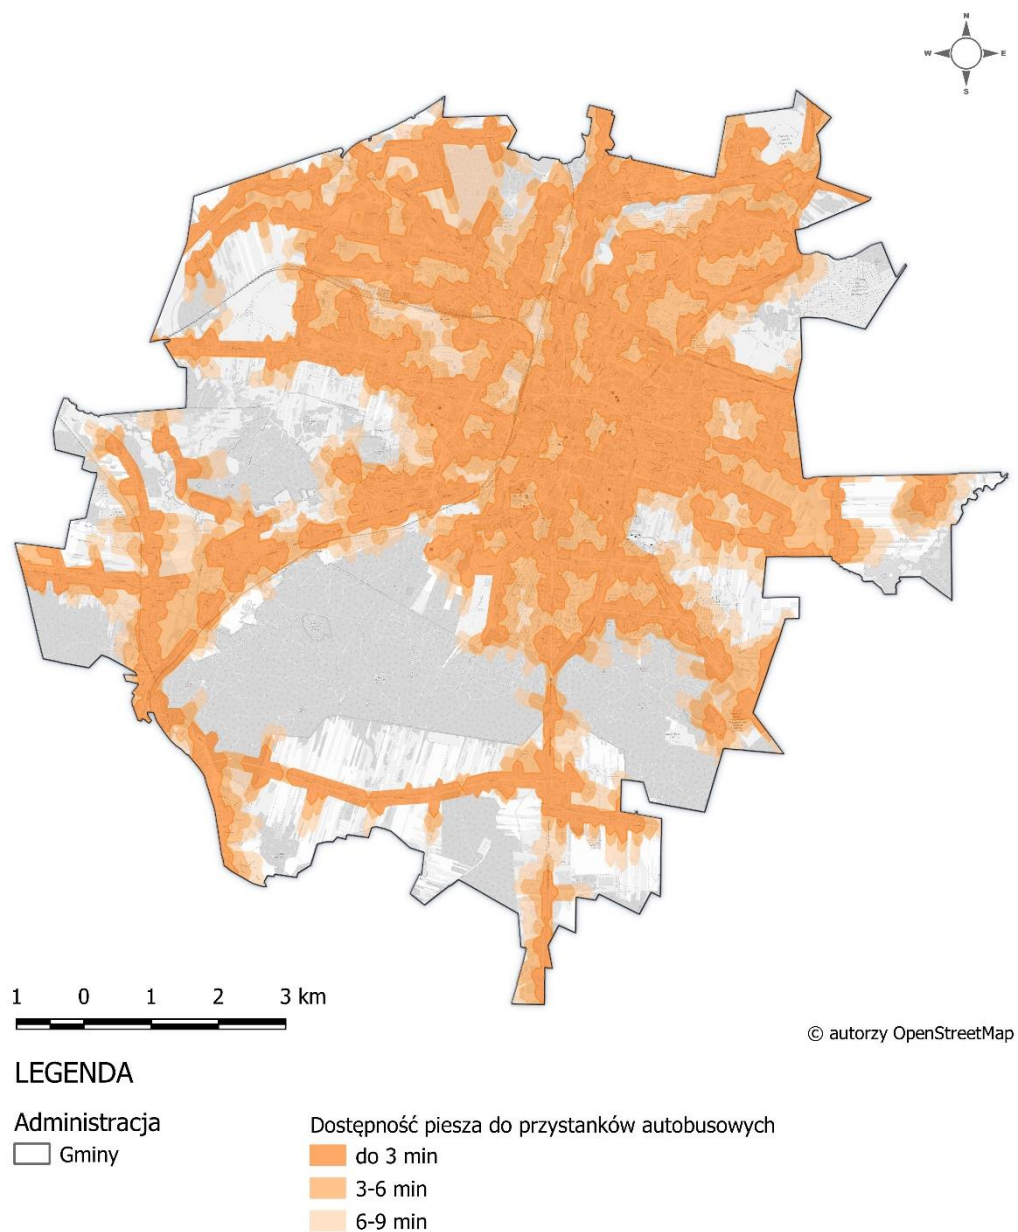 N
W E
S
1 0 1 2 3 km
© autorzy OpenStreetMap
LEGENDA
Administracja
Gminy
Dostępność piesza do przystanków autobusowych
do 3 min
3-6 min
6-9 min